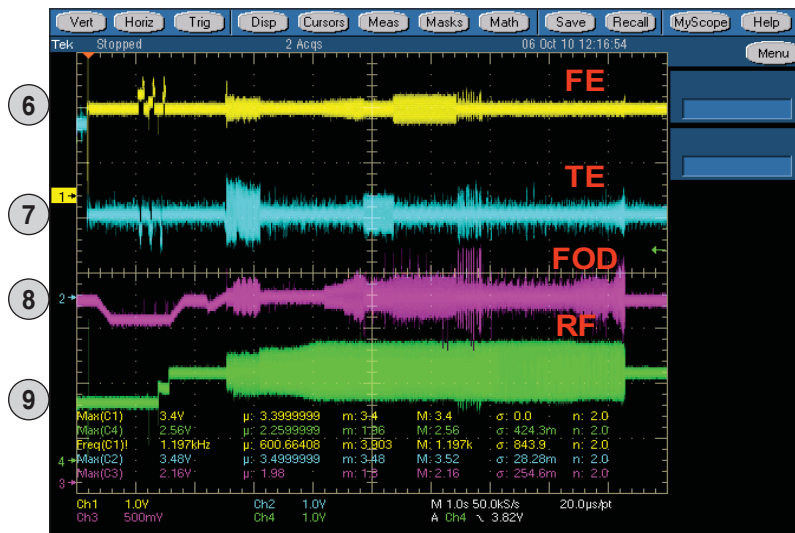 Vert Horiz Trig Disp Cursors Meas Masks Math Save Recall MyScope Help
Tek Stopped 2 Acqs 06 Oct 10 12:16:54
Menu
FE
6
TE
1
7
FOD
8
2
RF
9
Max(C1) 3.4V µ: 3.3999999 m: 3.4 M: 3.4 σ: 0.0 n: 2.0
Max(C4) 2.56V µ: 2.2599999 m: 1.96 M: 2.56 σ: 424.3m n: 2.0
Freq(C1)! 1.197kHz µ: 600.66408 m: 3.903 M: 1.197k σ: 843.9 n: 2.0
4
Max(C2) 3.48V µ: 3.4999999 m: 3.48 M: 3.52 σ: 28.28m n: 2.0
3
Max(C3) 2.16V µ: 1.98 m: 1.8 M: 2.16 σ: 254.6m n: 2.0
Ch1 1.0V Ch2 1.0V M 1.0s 50.0kS/s 20.0µs/pt
Ch3 500mV Ch4 1.0V A Ch4 3.82V